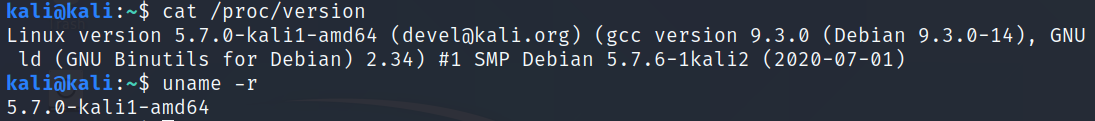 kali@kali:~$ cat /proc/version
Linux version 5.7.0-kali1-amd64 (devel@kali.org) (gcc version 9.3.0 (Debian 9.3.0-14), GNU
ld (GNU Binutils for Debian) 2.34) #1 SMP Debian 5.7.6-1kali2 (2020-07-01)
kali@kali:~$ uname -r
5.7.0-kali1-amd64